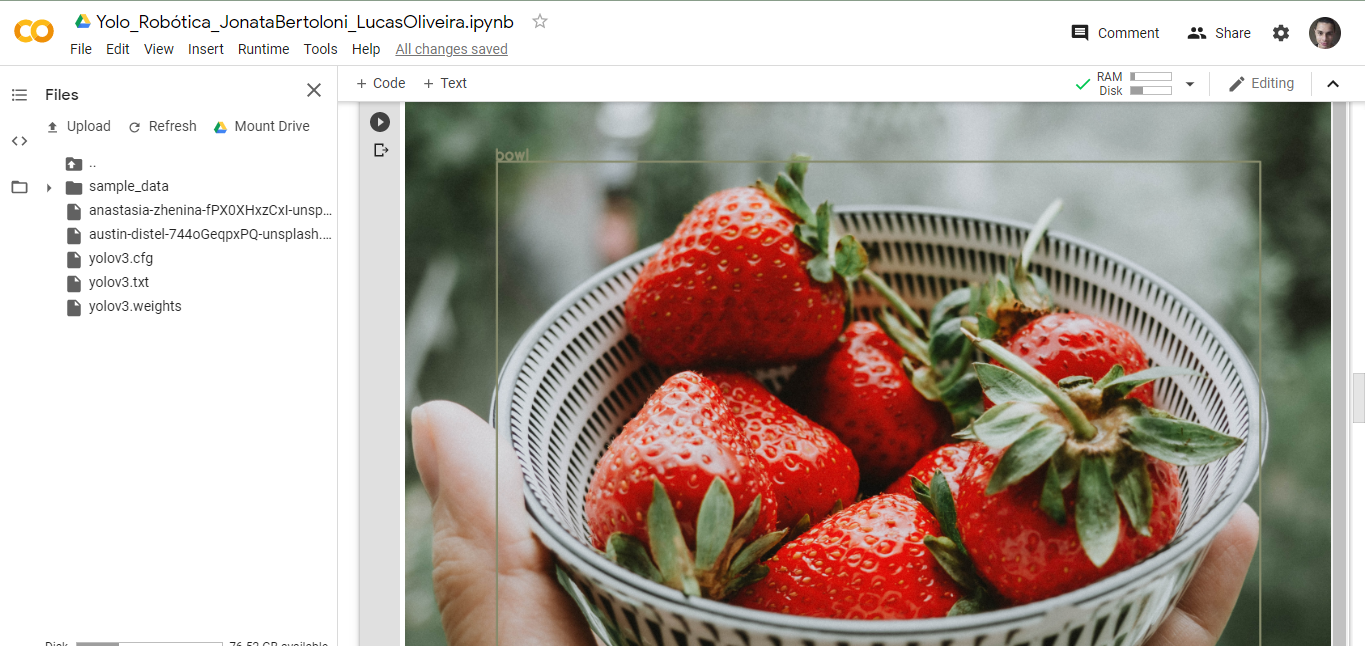 Yolo_Robótica_JonataBertoloni_LucasOliveira.ipynb
File Edit View Insert Runtime Tools Help All changes saved
Comment Share
Files
+ Code + Text
RAM
Disk
Editing
Upload Refresh Mount Drive
..
sample_data
anastasia-zhenina-fPX0XHxzCxI-unsp...
austin-distel-744oGeqpxPQ-unsplash....
yolov3.cfg
yolov3.txt
yolov3.weights
bowl
Disk 76.52 GB available